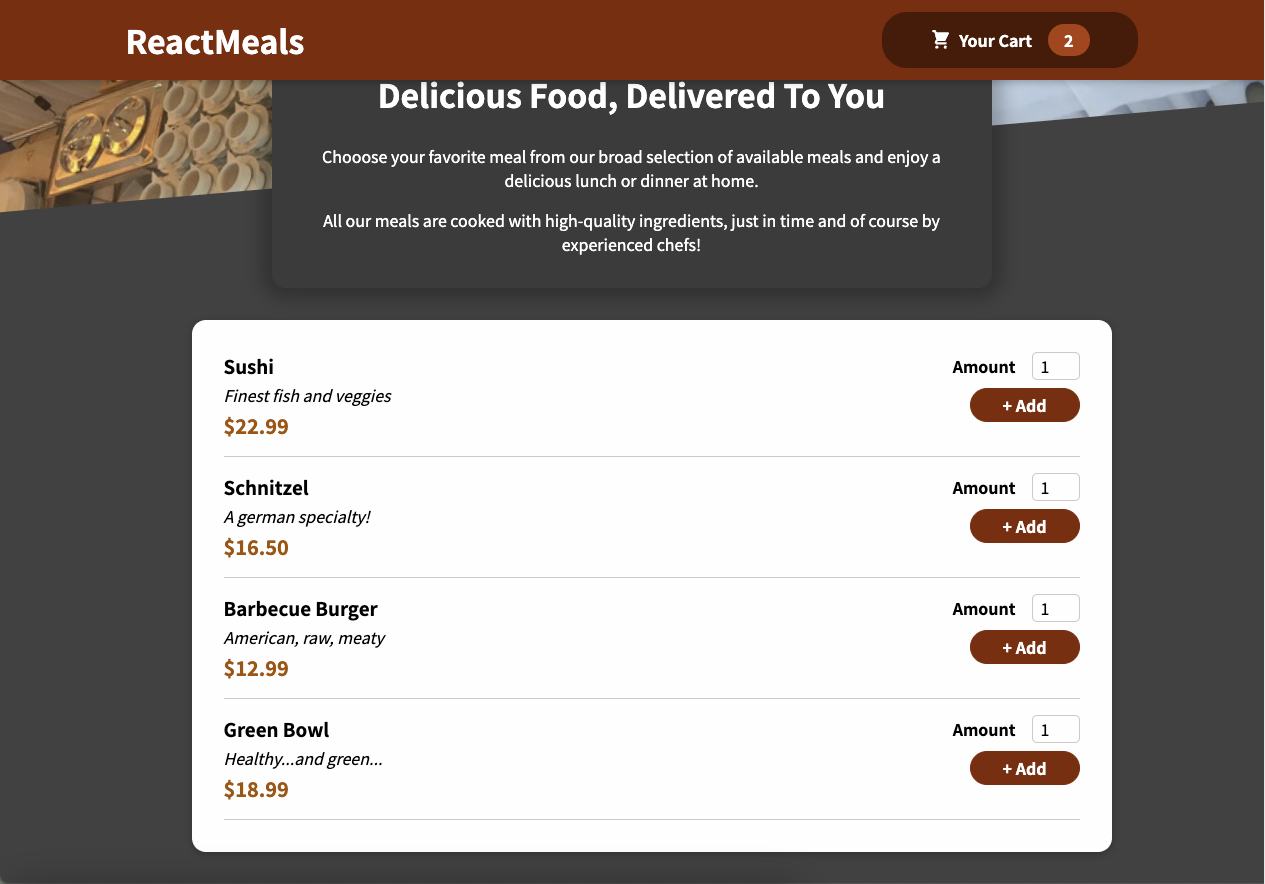 ReactMeals
Your Cart 2
Delicious Food, Delivered To You
Chooose your favorite meal from our broad selection of available meals and enjoy a
delicious lunch or dinner at home.
All our meals are cooked with high-quality ingredients, just in time and of course by
experienced chefs!
Sushi
Finest fish and veggies
$22.99
Amount 1
+ Add
Schnitzel
A german specialty!
$16.50
Amount 1
+ Add
Barbecue Burger
American, raw, meaty
$12.99
Amount 1
+ Add
Green Bowl
Healthy...and green...
$18.99
Amount 1
+ Add